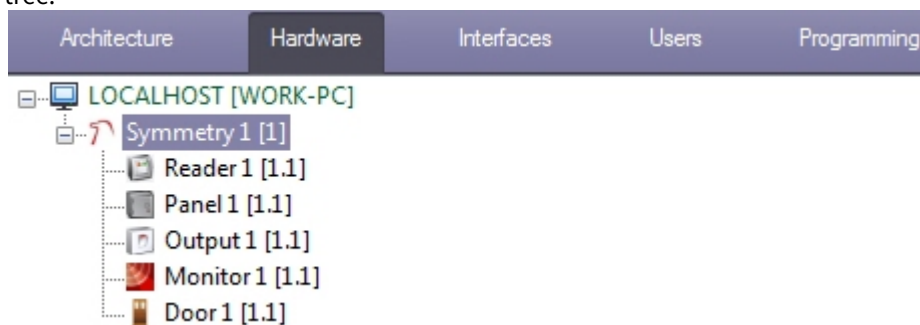 tree.
Architecture Hardware Interfaces Users Programming
LOCALHOST [WORK-PC]
Symmetry 1 [1]
Reader 1 [1.1]
Panel 1 [1.1]
Output 1 [1.1]
Monitor 1 [1.1]
Door 1 [1.1]